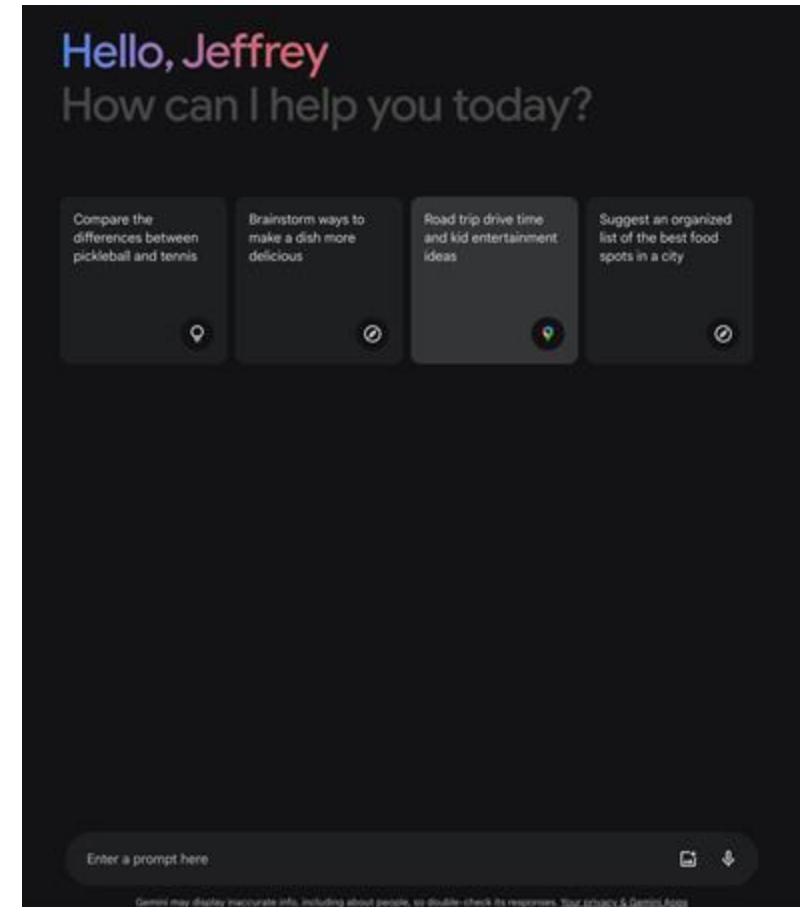 Hello, Jeffrey
How can I help you today?
Compare the
differences between
pickleball and tennis
Brainstorm ways to
make a dish more
delicious
Road trip drive time
and kid entertainment
ideas
Suggest an organized
list of the best food
spots in a city
Enter a prompt here
Gemini may display inaccurate info, including about people, so double-check its responses. Your privacy & Gemini Apps